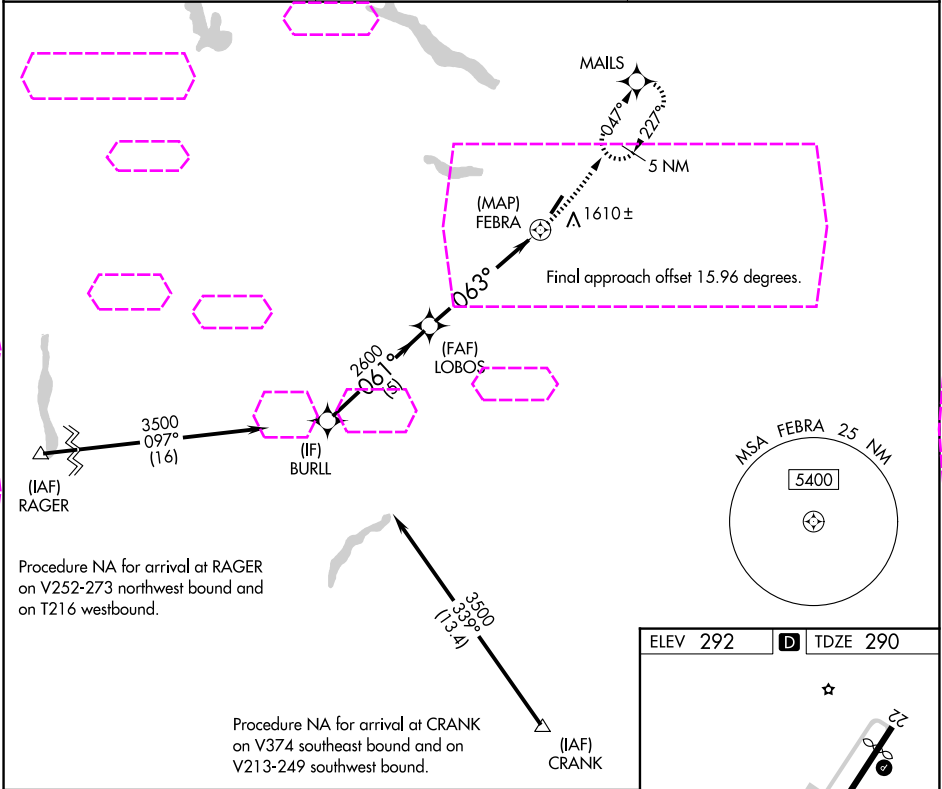 MAILS
047°
227°
5 NM
(MAP)
FEBRA
1610 ±
Final approach offset 15.96 degrees.
063°
(FAF)
LOBOS
2600
061°
(5)
3500
097°
(16)
(IF)
BURLL
(IAF)
RAGER
MSA FEBRA 25 NM
5400
Procedure NA for arrival at RAGER
on V252-273 northwest bound and
on T216 westbound.
3500
339°
(13.4)
Procedure NA for arrival at CRANK
on V374 southeast bound and on
V213-249 southwest bound.
(IAF)
CRANK
ELEV 292 D TDZE 290
22
P